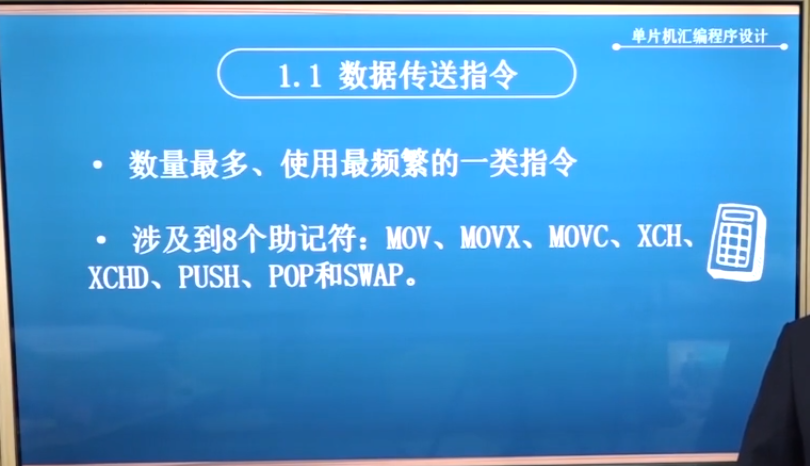 单片机汇编程序设计
1.1 数据传送指令
• 数量最多、使用最频繁的一类指令
• 涉及到8个助记符：MOV、MOVX、MOVC、XCH、
XCHD、PUSH、POP和SWAP。